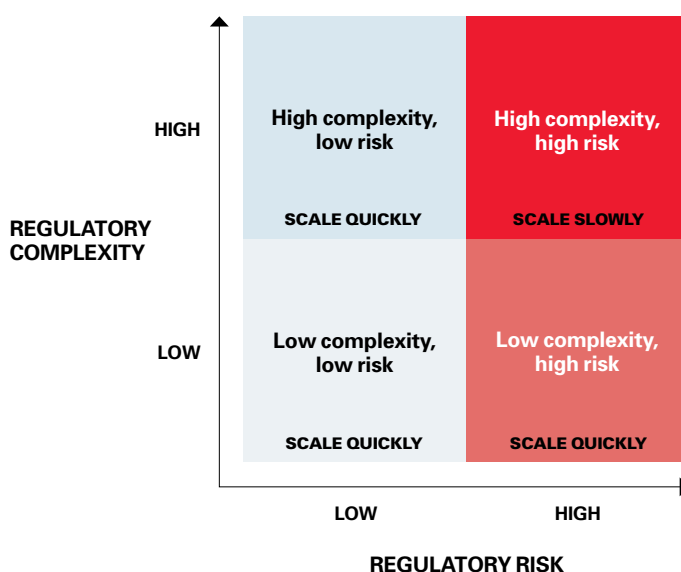 HIGH
High complexity,
low risk
High complexity,
high risk
SCALE QUICKLY
SCALE SLOWLY
REGULATORY
COMPLEXITY
LOW
Low complexity,
low risk
Low complexity,
high risk
SCALE QUICKLY
SCALE QUICKLY
LOW
HIGH
REGULATORY RISK